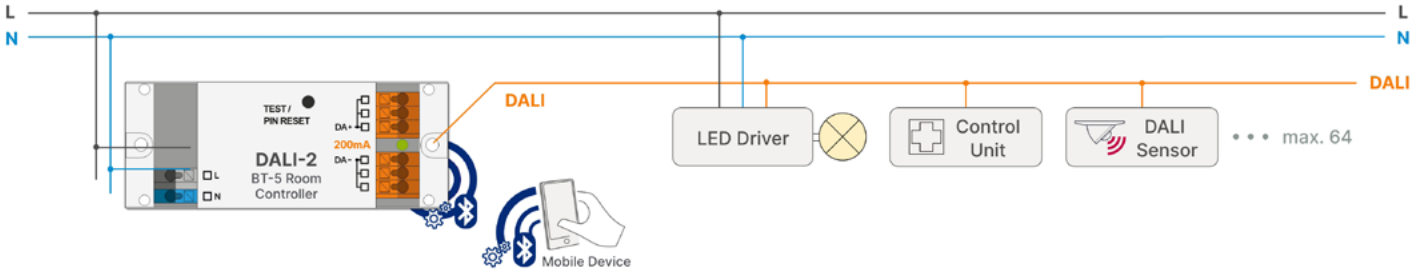 L
L
N
N
DALI
DALI
TEST /
PIN RESET
DA+
200mA
DA-
DALI-2
BT-5 Room
Controller
L
N
LED Driver
Control
Unit
DALI
Sensor
max. 64
Mobile Device